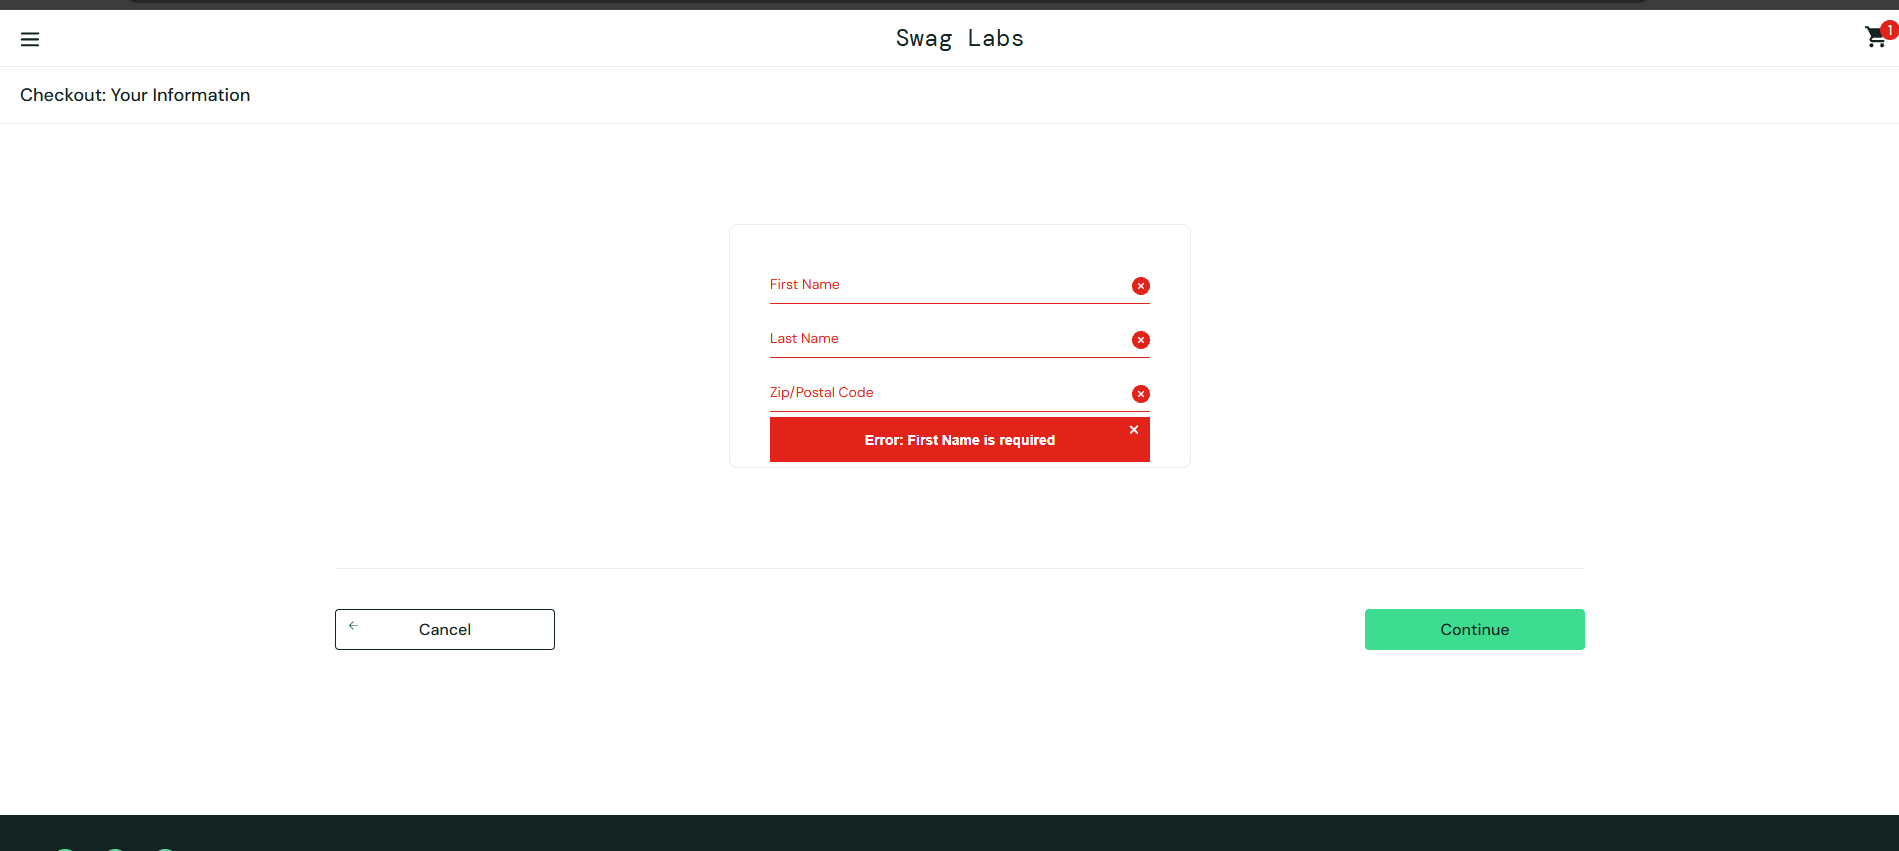 Swag Labs
1
Checkout: Your Information
First Name
Last Name
Zip/Postal Code
Error: First Name is required
Cancel
Continue